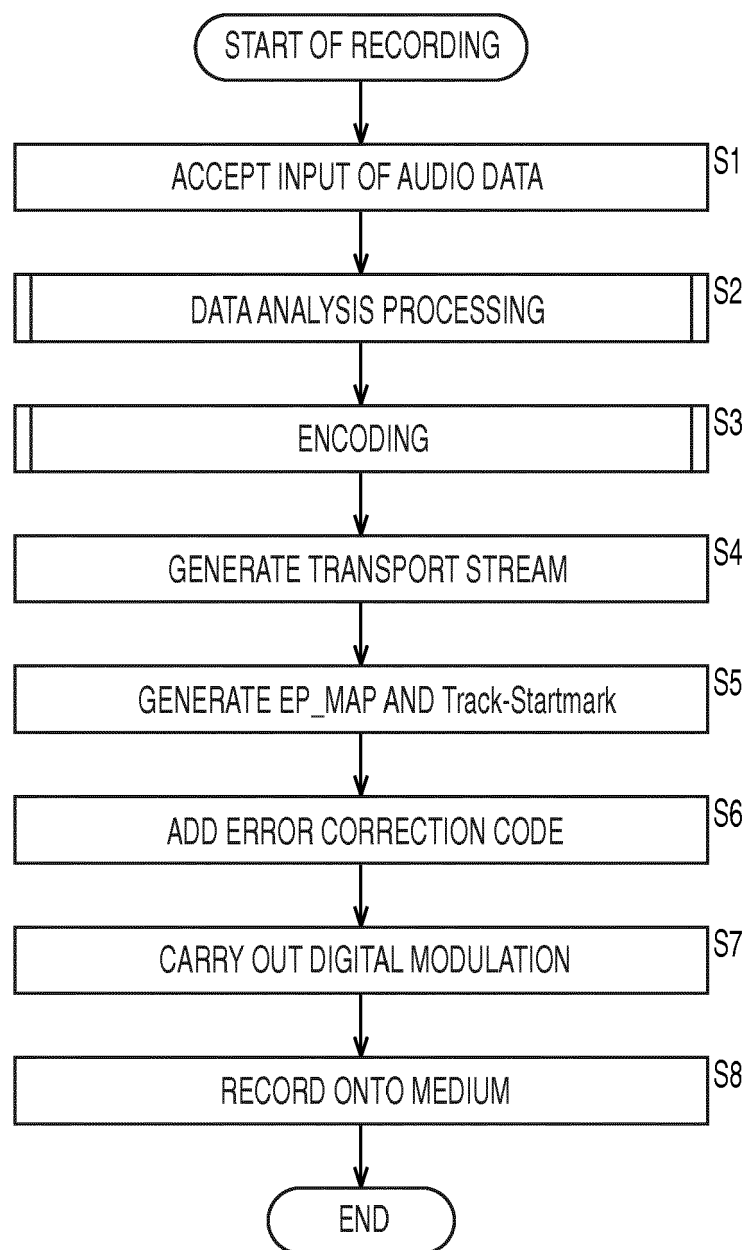 START OF RECORDING
ACCEPT INPUT OF AUDIO DATA
S1
DATA ANALYSIS PROCESSING
S2
ENCODING
S3
GENERATE TRANSPORT STREAM
S4
GENERATE EP_MAP AND Track-Startmark
S5
ADD ERROR CORRECTION CODE
S6
CARRY OUT DIGITAL MODULATION
S7
RECORD ONTO MEDIUM
S8
END